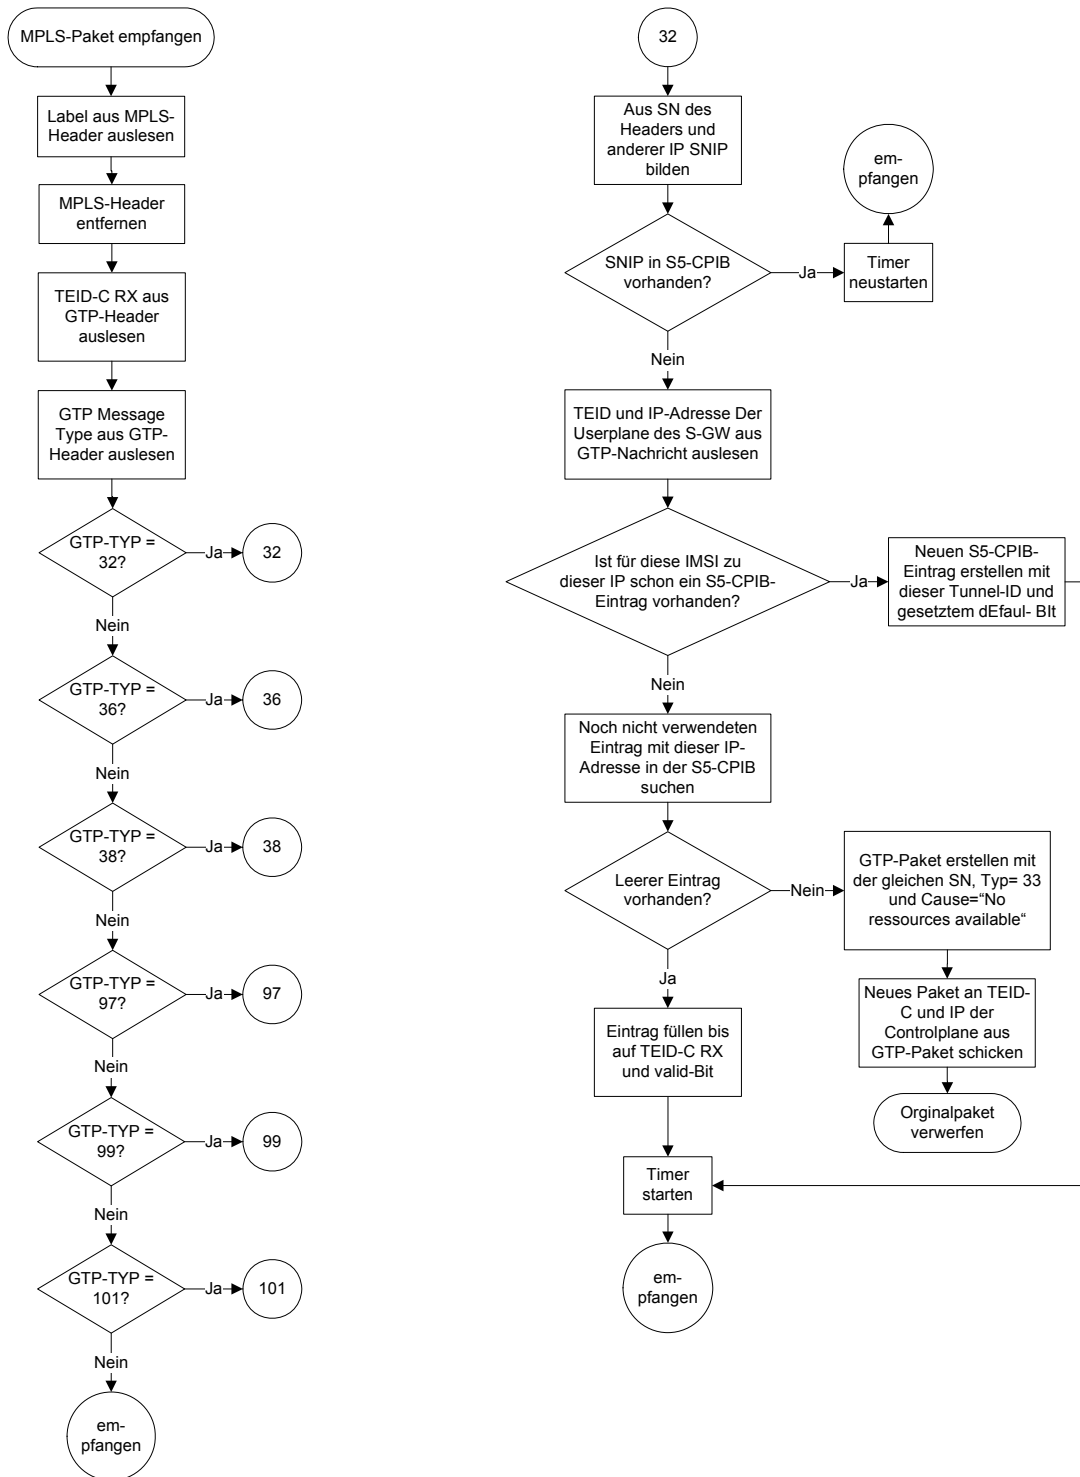 MPLS-Paket empfangen
Label aus MPLS-
Header auslesen
MPLS-Header
entfernen
TEID-C RX aus
GTP-Header
auslesen
GTP Message
Type aus GTP-
Header auslesen
GTP-TYP =
32?
Ja
32
Nein
GTP-TYP =
36?
Ja
36
Nein
GTP-TYP =
38?
Ja
38
Nein
GTP-TYP =
97?
Ja
97
Nein
GTP-TYP =
99?
Ja
99
Nein
GTP-TYP =
101?
Ja
101
Nein
em-
pfangen
32
Aus SN des
Headers und
anderer IP SNIP
bilden
SNIP in S5-CPIB
vorhanden?
Ja
Timer
neustarten
em-
pfangen
Nein
TEID und IP-Adresse Der
Userplane des S-GW aus
GTP-Nachricht auslesen
Ist für diese IMSI zu
dieser IP schon ein S5-CPIB-
Eintrag vorhanden?
Ja
Neuen S5-CPIB-
Eintrag erstellen mit
dieser Tunnel-ID und
gesetztem dEfaul- BIt
Nein
Noch nicht verwendeten
Eintrag mit dieser IP-
Adresse in der S5-CPIB
suchen
Leerer Eintrag
vorhanden?
Nein
GTP-Paket erstellen mit
der gleichen SN, Typ= 33
und Cause=“No
ressources available“
Neues Paket an TEID-
C und IP der
Controlplane aus
GTP-Paket schicken
Orginalpaket
verwerfen
Ja
Eintrag füllen bis
auf TEID-C RX
und valid-Bit
Timer
starten
em-
pfangen